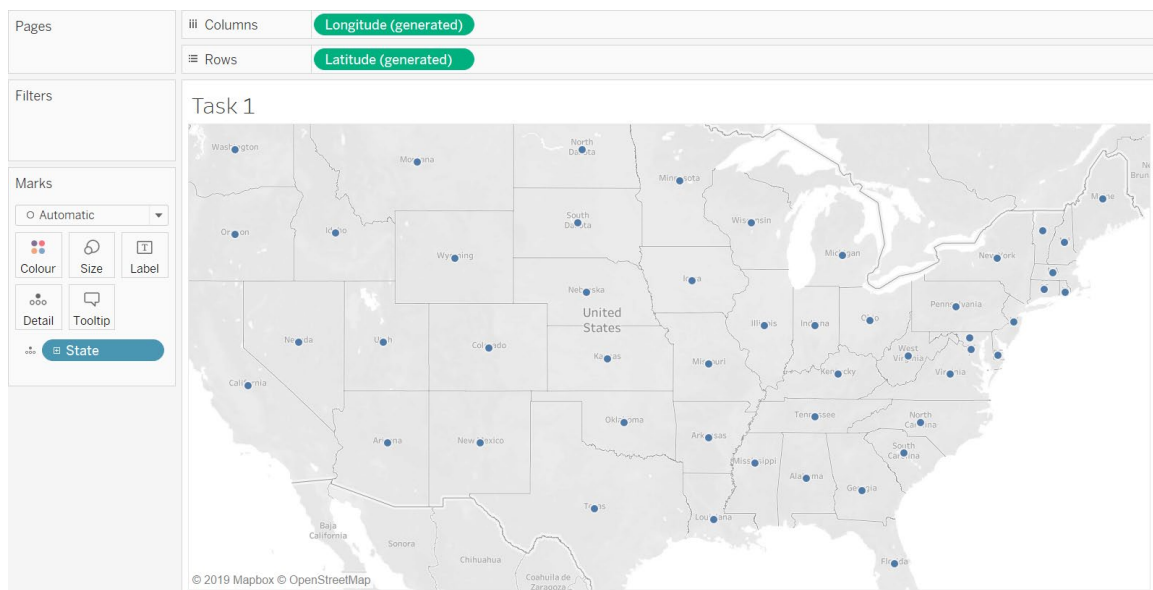 Pages
Columns
Longitude (generated)
Rows
Latitude (generated)
Filters
Marks
Automatic
Colour
Size
T
Label
Detail
Tooltip
State
Task 1
Washington
Montana
North
Dakota
Minnesota
Oregon
Idaho
South
Dakota
Wisconsin
Maine
Wyoming
Michigan
New York
Nebraska
Iowa
United
States
Illinois
Indiana
Ohio
Pennsylvania
Nevada
Utah
Colorado
Kansas
Missouri
West
Virginia
Kentucky
Virginia
California
Oklahoma
Tennessee
North
Carolina
Arizona
New Mexico
Arkansas
South
Carolina
Mississippi
Alabama
Georgia
Texas
Louisiana
Baja
California
Sonora
Chihuahua
Coahuila de
Zaragoza
Florida
© 2019 Mapbox © OpenStreetMap